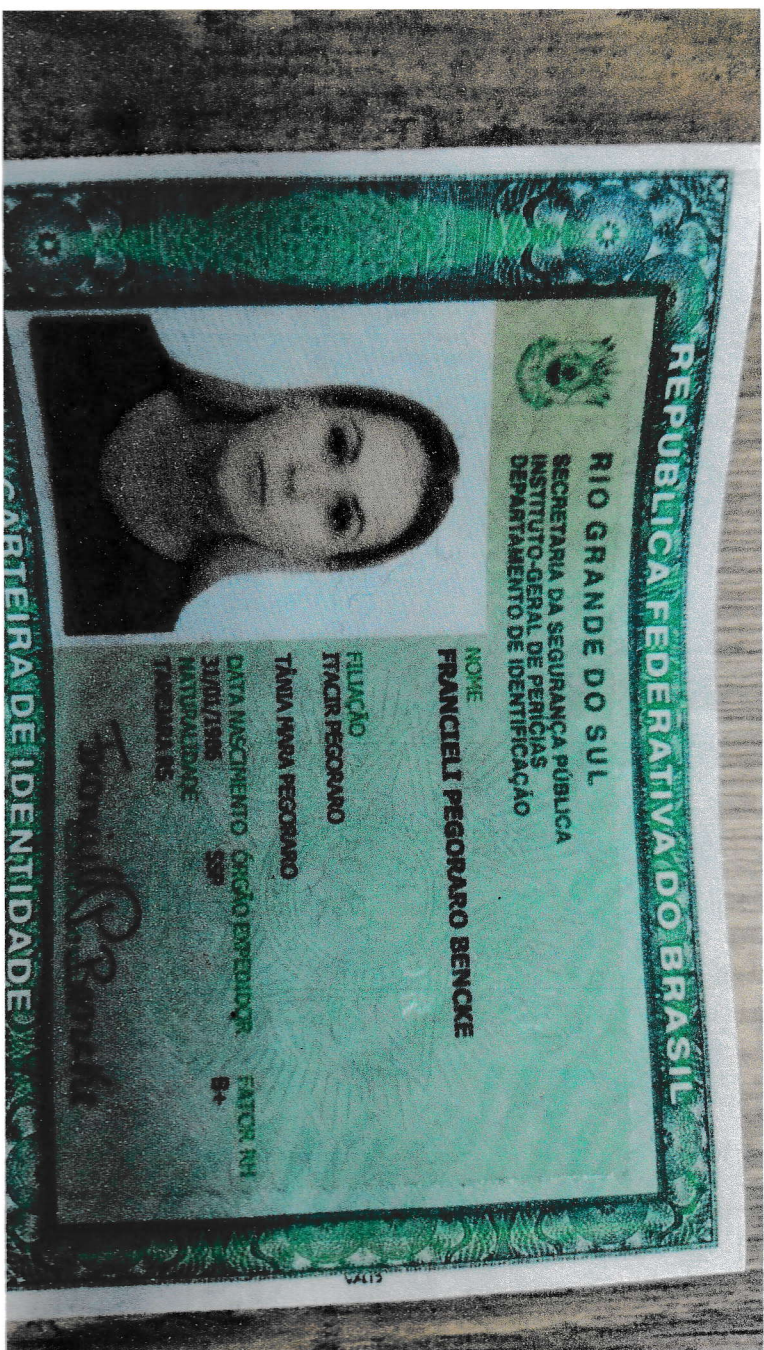 REPÚBLICA FEDERATIVA DO BRASIL
RIO GRANDE DO SUL
SECRETARIA DA SEGURANÇA PÚBLICA
INSTITUTO-GERAL DE PERÍCIAS
DEPARTAMENTO DE IDENTIFICAÇÃO
NOME
FRANCIELI PEGORARO BENCKE
FILIAÇÃO
ITACIR PEGORARO
TÂNIA MARA PEGORARO
DATA NASCIMENTO ÓRGÃO EXPEDIDOR FATOR RH
SSP B+
NATURALIDADE
RS
CARTEIRA DE IDENTIDADE